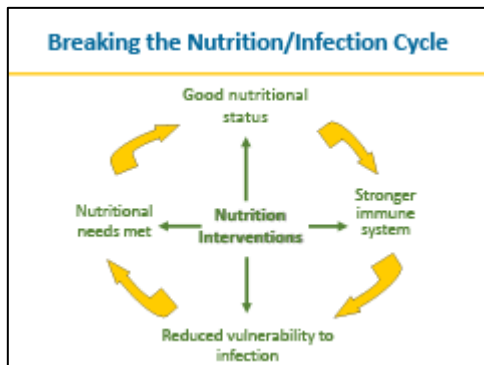 Breaking the Nutrition/Infection Cycle
Good nutritional
status
Nutritional
needs met
Nutrition
Interventions
Stronger
immune
system
Reduced vulnerability to
infection